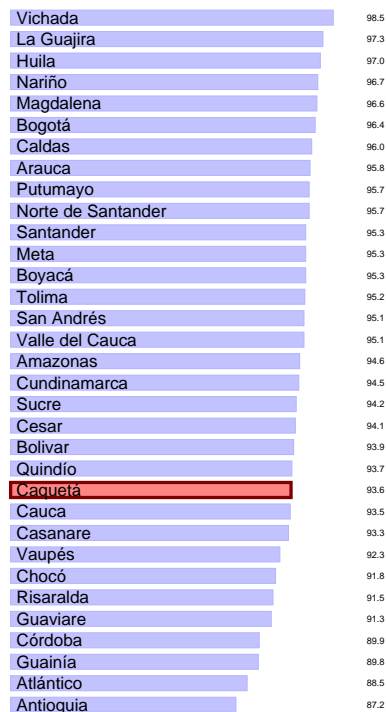 Vichada 98.5
La Guajira 97.3
Huila 97.0
Nariño 96.7
Magdalena 96.6
Bogotá 96.4
Caldas 96.0
Arauca 95.8
Putumayo 95.7
Norte de Santander 95.7
Santander 95.3
Meta 95.3
Boyacá 95.3
Tolima 95.2
San Andrés 95.1
Valle del Cauca 95.1
Amazonas 94.6
Cundinamarca 94.5
Sucre 94.2
Cesar 94.1
Bolivar 93.9
Quindío 93.7
Caquetá 93.6
Cauca 93.5
Casanare 93.3
Vaupés 92.3
Chocó 91.8
Risaralda 91.5
Guaviare 91.3
Córdoba 89.9
Guainía 89.8
Atlántico 88.5
Antioquia 87.2